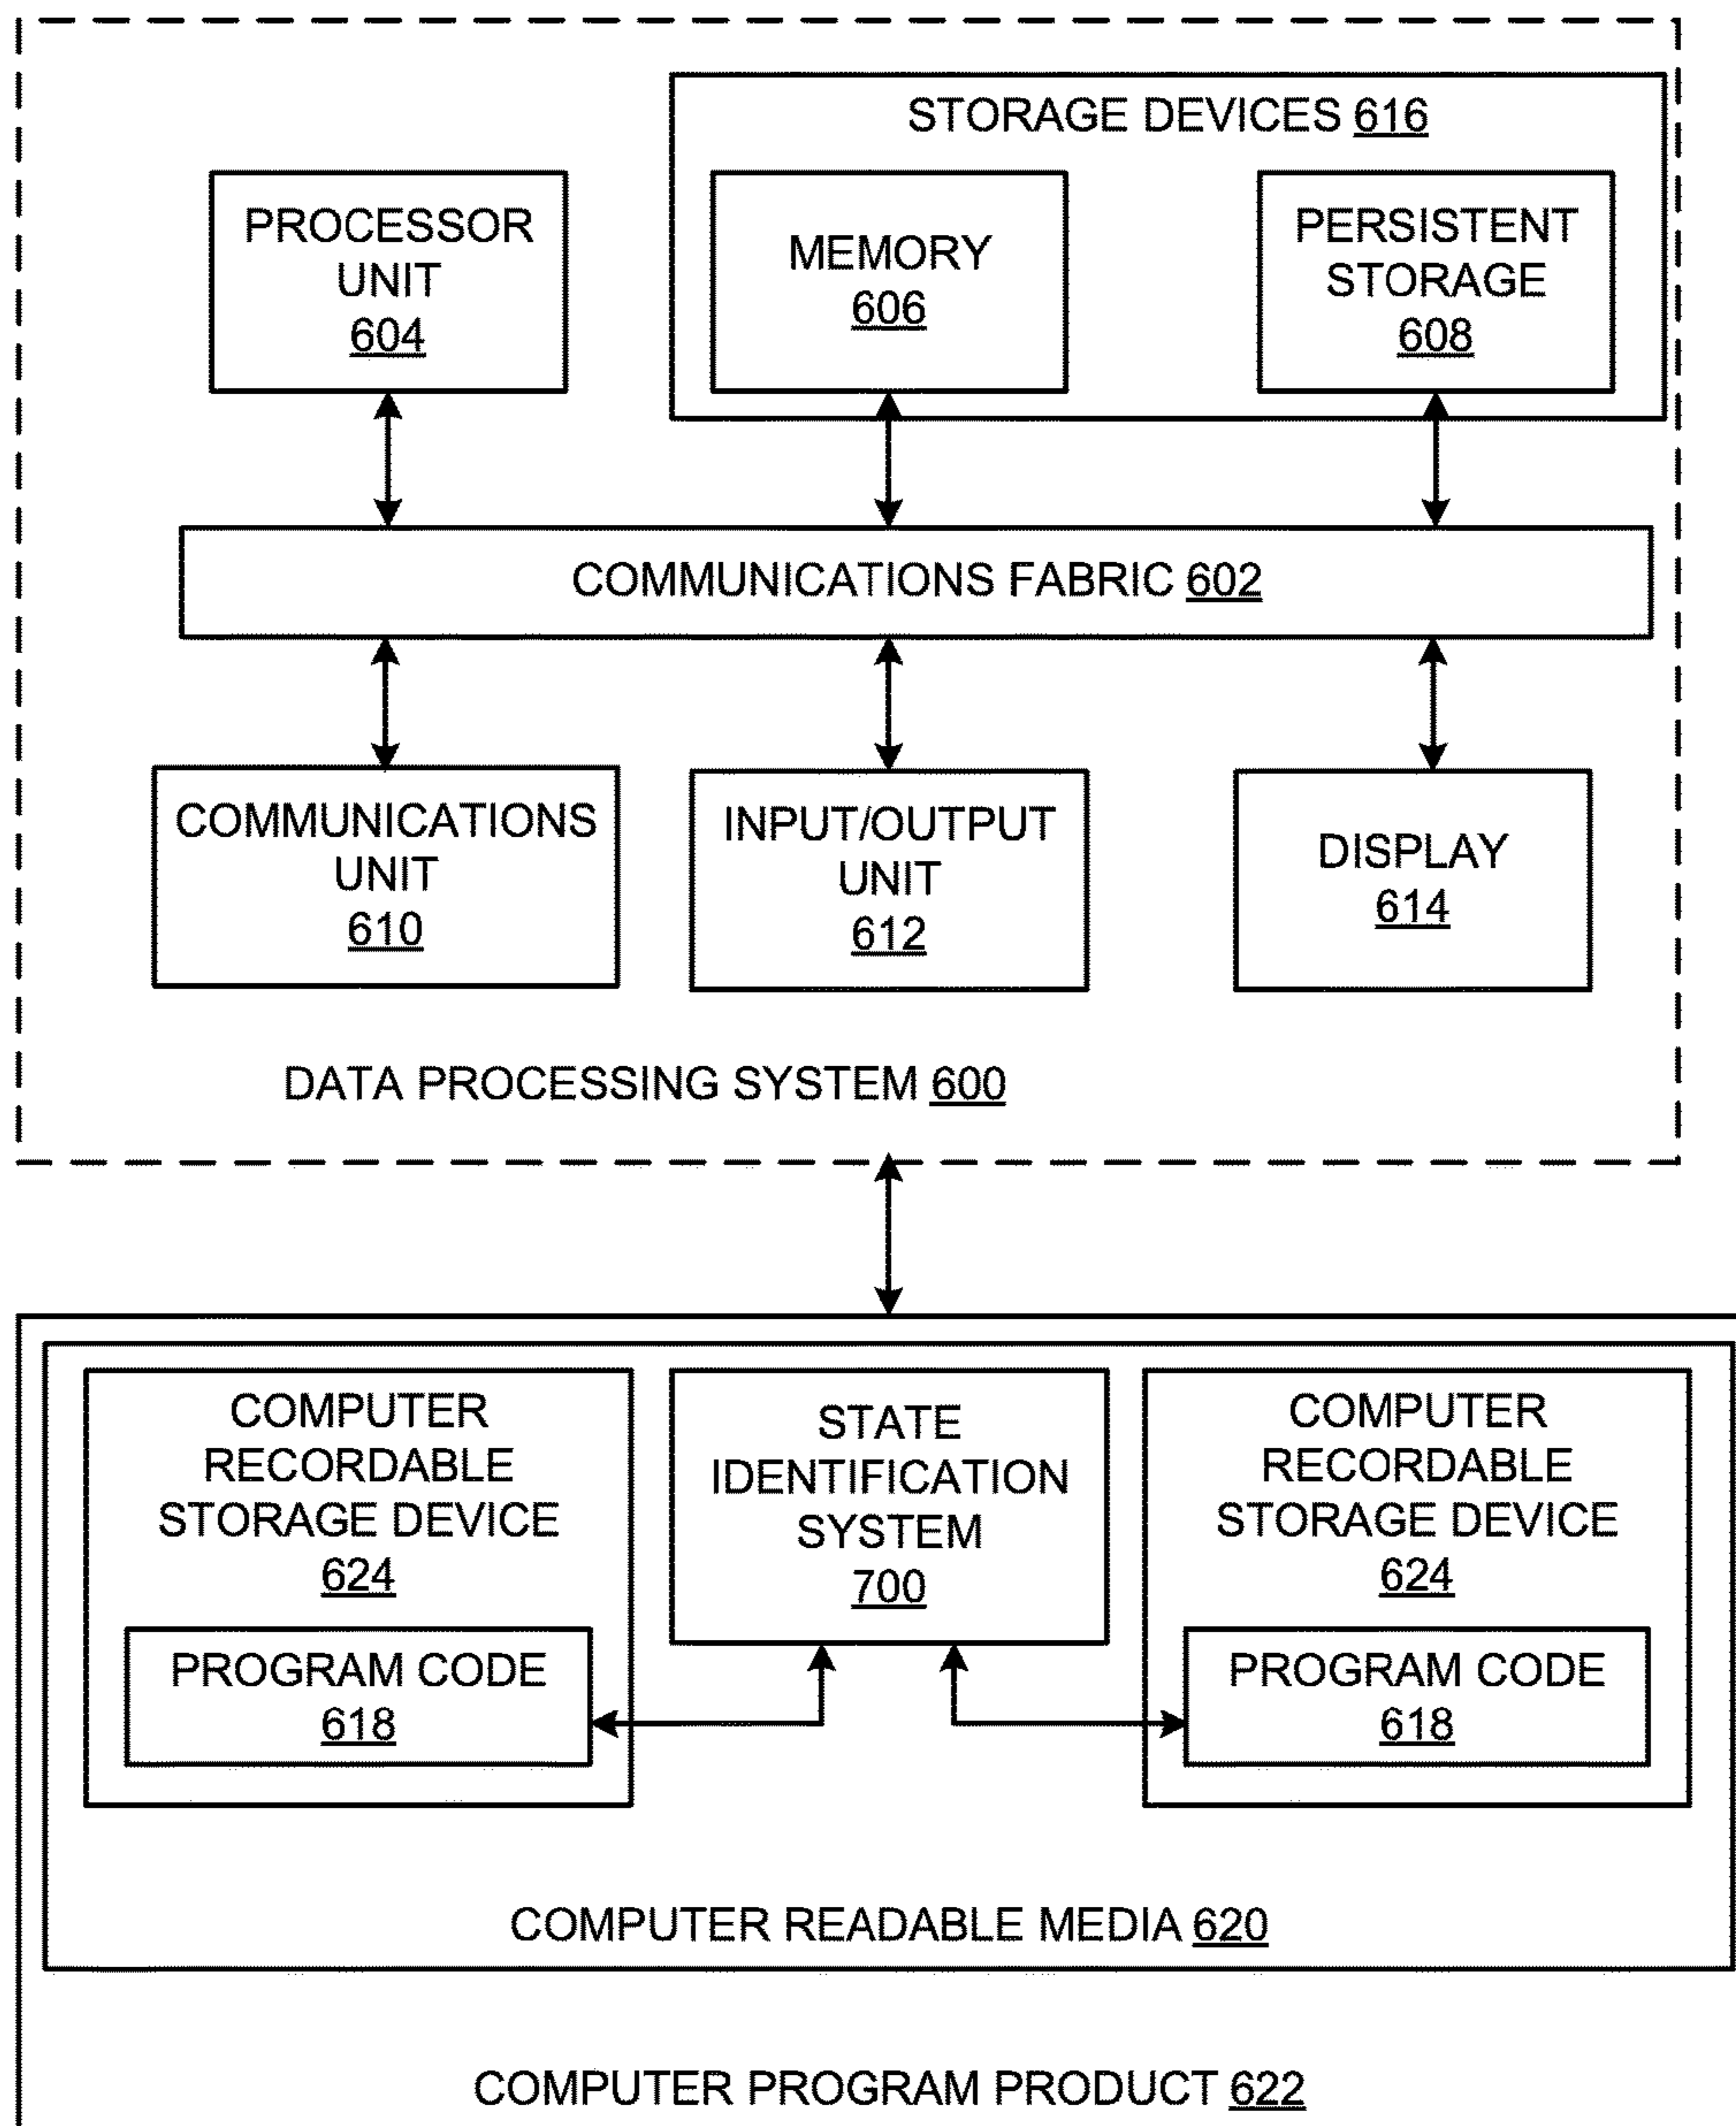 STORAGE DEVICES 616
PROCESSOR
UNIT
604
MEMORY
606
PERSISTENT
STORAGE
608
COMMUNICATIONS FABRIC 602
COMMUNICATIONS
UNIT
610
INPUT/OUTPUT
UNIT
612
DISPLAY
614
DATA PROCESSING SYSTEM 600
COMPUTER
RECORDABLE
STORAGE DEVICE
624
PROGRAM CODE
618
STATE
IDENTIFICATION
SYSTEM
700
COMPUTER
RECORDABLE
STORAGE DEVICE
624
PROGRAM CODE
618
COMPUTER READABLE MEDIA 620
COMPUTER PROGRAM PRODUCT 622